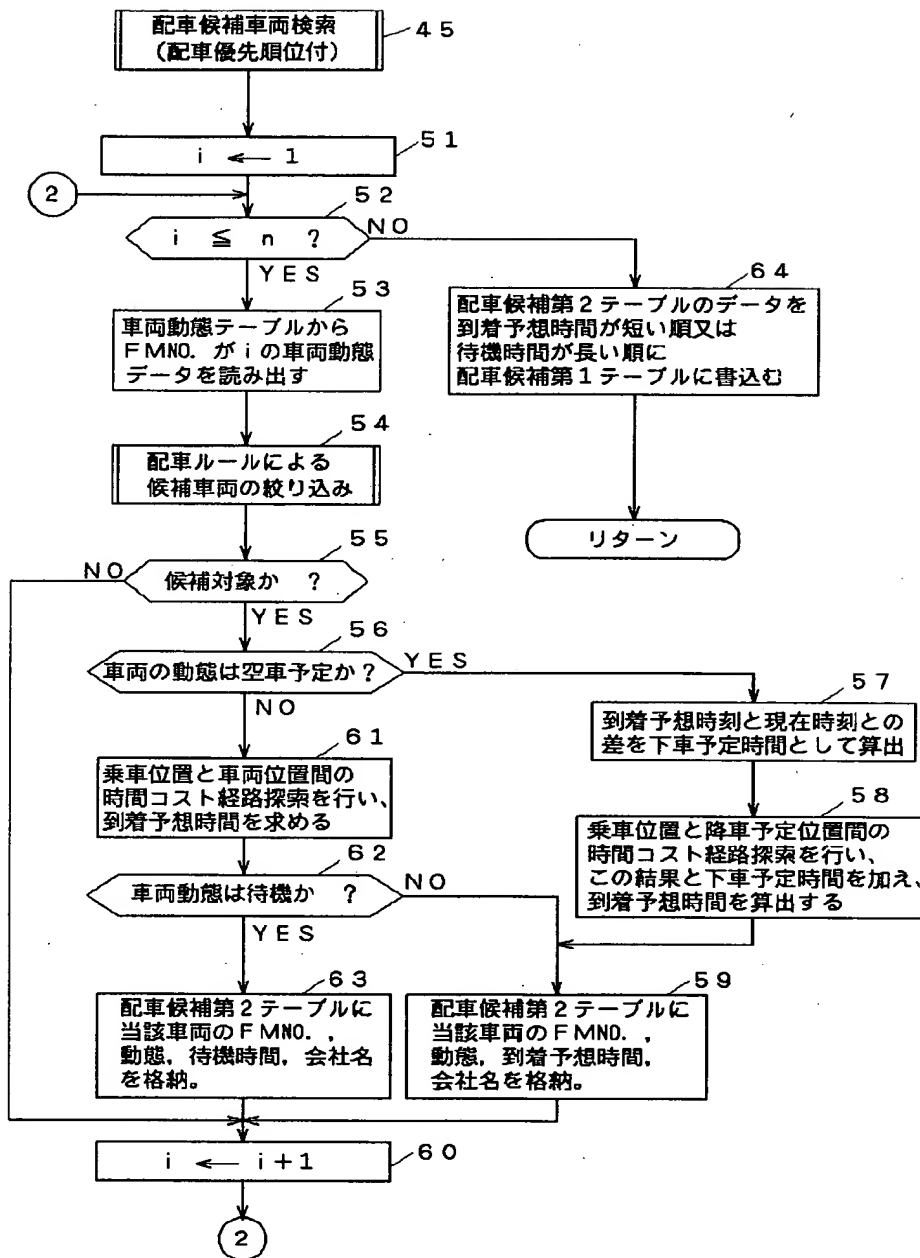 配車候補車両検索
(配車優先順位付)
45
i ← 1
51
2
52
i ≦ n ?
NO
YES
53
車両動態テーブルから
FMNO. が i の車両動態
データを読み出す
64
配車候補第2テーブルのデータを
到着予想時間が短い順又は
待機時間が長い順に
配車候補第1テーブルに書込む
54
配車ルールによる
候補車両の絞り込み
リターン
55
NO
候補対象か ?
YES
56
車両の動態は空車予定か?
YES
NO
57
到着予想時刻と現在時刻との
差を下車予定時間として算出
61
乗車位置と車両位置間の
時間コスト経路探索を行い、
到着予想時間を求める
58
乗車位置と降車予定位置間の
時間コスト経路探索を行い、
この結果と下車予定時間を加え、
到着予想時間を算出する
62
車両動態は待機か ?
NO
YES
63
配車候補第2テーブルに
当該車両のFMNO.,
動態,待機時間,会社名
を格納。
59
配車候補第2テーブルに
当該車両のFMNO.,
動態,到着予想時間,
会社名を格納。
i ← i+1
60
2